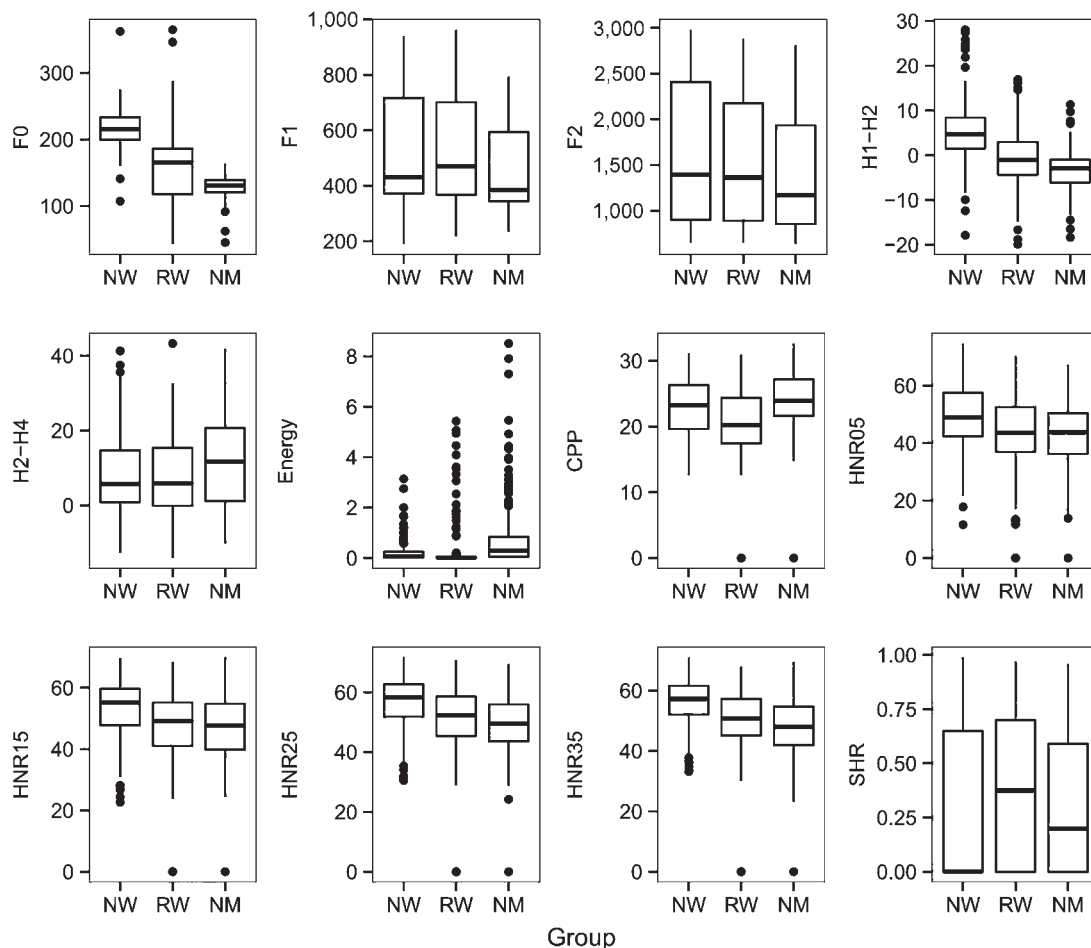 F0
300
200
100
NW RW NM
F1
1,000
800
600
400
200
NW RW NM
F2
3,000
2,500
2,000
1,500
1,000
NW RW NM
H1−H2
30
20
10
0
−10
−20
NW RW NM
H2−H4
40
20
0
NW RW NM
Energy
8
6
4
2
0
NW RW NM
CPP
30
20
10
0
NW RW NM
HNR05
60
40
20
0
NW RW NM
HNR15
60
40
20
0
NW RW NM
HNR25
60
40
20
0
NW RW NM
HNR35
60
40
20
0
NW RW NM
SHR
1.00
0.75
0.50
0.25
0.00
NW RW NM
Group